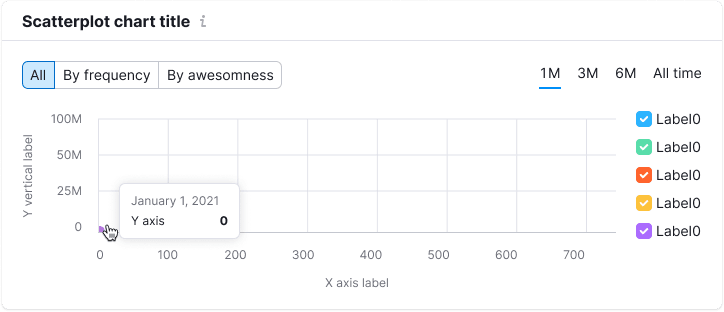 Scatterplot chart title i
All By frequency By awesomness
1M 3M 6M All time
Y vertical label
100M
50M
25M
0
January 1, 2021
Y axis 0
0 100 200 300 400 500 600 700
X axis label
Label0
Label0
Label0
Label0
Label0